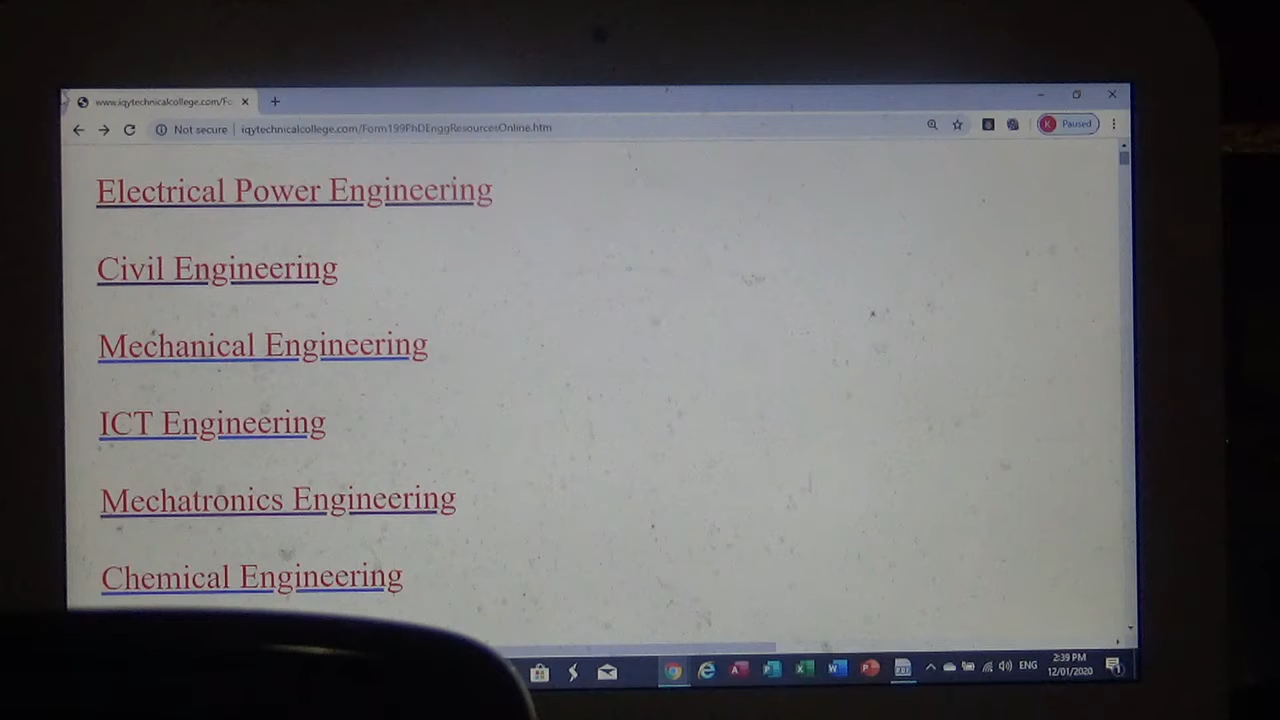 www.iqytechnicalcollege.com/Fo
Not secure
iqytechnicalcollege.com/Form199PhDEnggResourcesOnline.htm
K Paused
Electrical Power Engineering
Civil Engineering
Mechanical Engineering
ICT Engineering
Mechatronics Engineering
Chemical Engineering
ENG
2:39 PM
12/01/2020